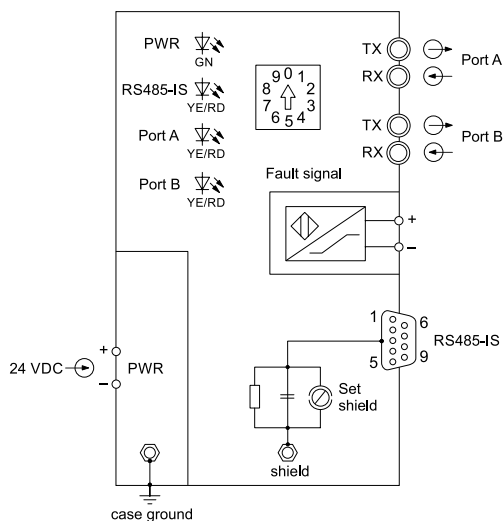 PWR
GN
RS485-IS
YE/RD
Port A
YE/RD
Port B
YE/RD
0 1 2 3 4 5 6 7 8 9
TX
RX
Port A
TX
RX
Port B
Fault signal
+
–
1
6
5
9
RS485-IS
24 VDC
+
–
PWR
Set
shield
shield
case ground